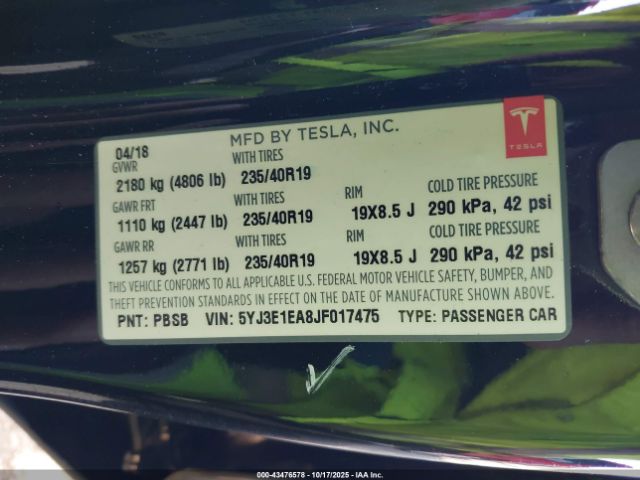 MFD BY TESLA, INC.
TESLA
04/18
GVWR WITH TIRES
2180 kg (4806 lb) 235/40R19
GAWR FRT WITH TIRES RIM COLD TIRE PRESSURE
1110 kg (2447 lb) 235/40R19 19X8.5 J 290 kPa, 42 psi
GAWR RR WITH TIRES RIM COLD TIRE PRESSURE
1257 kg (2771 lb) 235/40R19 19X8.5 J 290 kPa, 42 psi
THIS VEHICLE CONFORMS TO ALL APPLICABLE U.S. FEDERAL MOTOR VEHICLE SAFETY, BUMPER, AND
THEFT PREVENTION STANDARDS IN EFFECT ON THE DATE OF MANUFACTURE SHOWN ABOVE.
PNT: PBSB VIN: 5YJ3E1EA8JF017475 TYPE: PASSENGER CAR
00-43476578 - 10/17/2025 - IAA Inc.